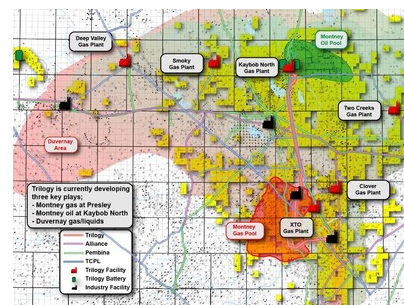 Deep Valley
Gas Plant
Smoky
Gas Plant
Kaybob North
Gas Plant
Montney
Oil Pool
Two Creeks
Gas Plant
Duvernay
Area
Trilogy is currently developing
three key plays;
- Montney gas at Presley
- Montney oil at Kaybob North
- Duvernay gas/liquids
Clover
Gas Plant
Montney
Gas Pool
XTO
Gas Plant
Trilogy
Alliance
Pembina
TCPL
Trilogy Facility
Trilogy Battery
Industry Facility